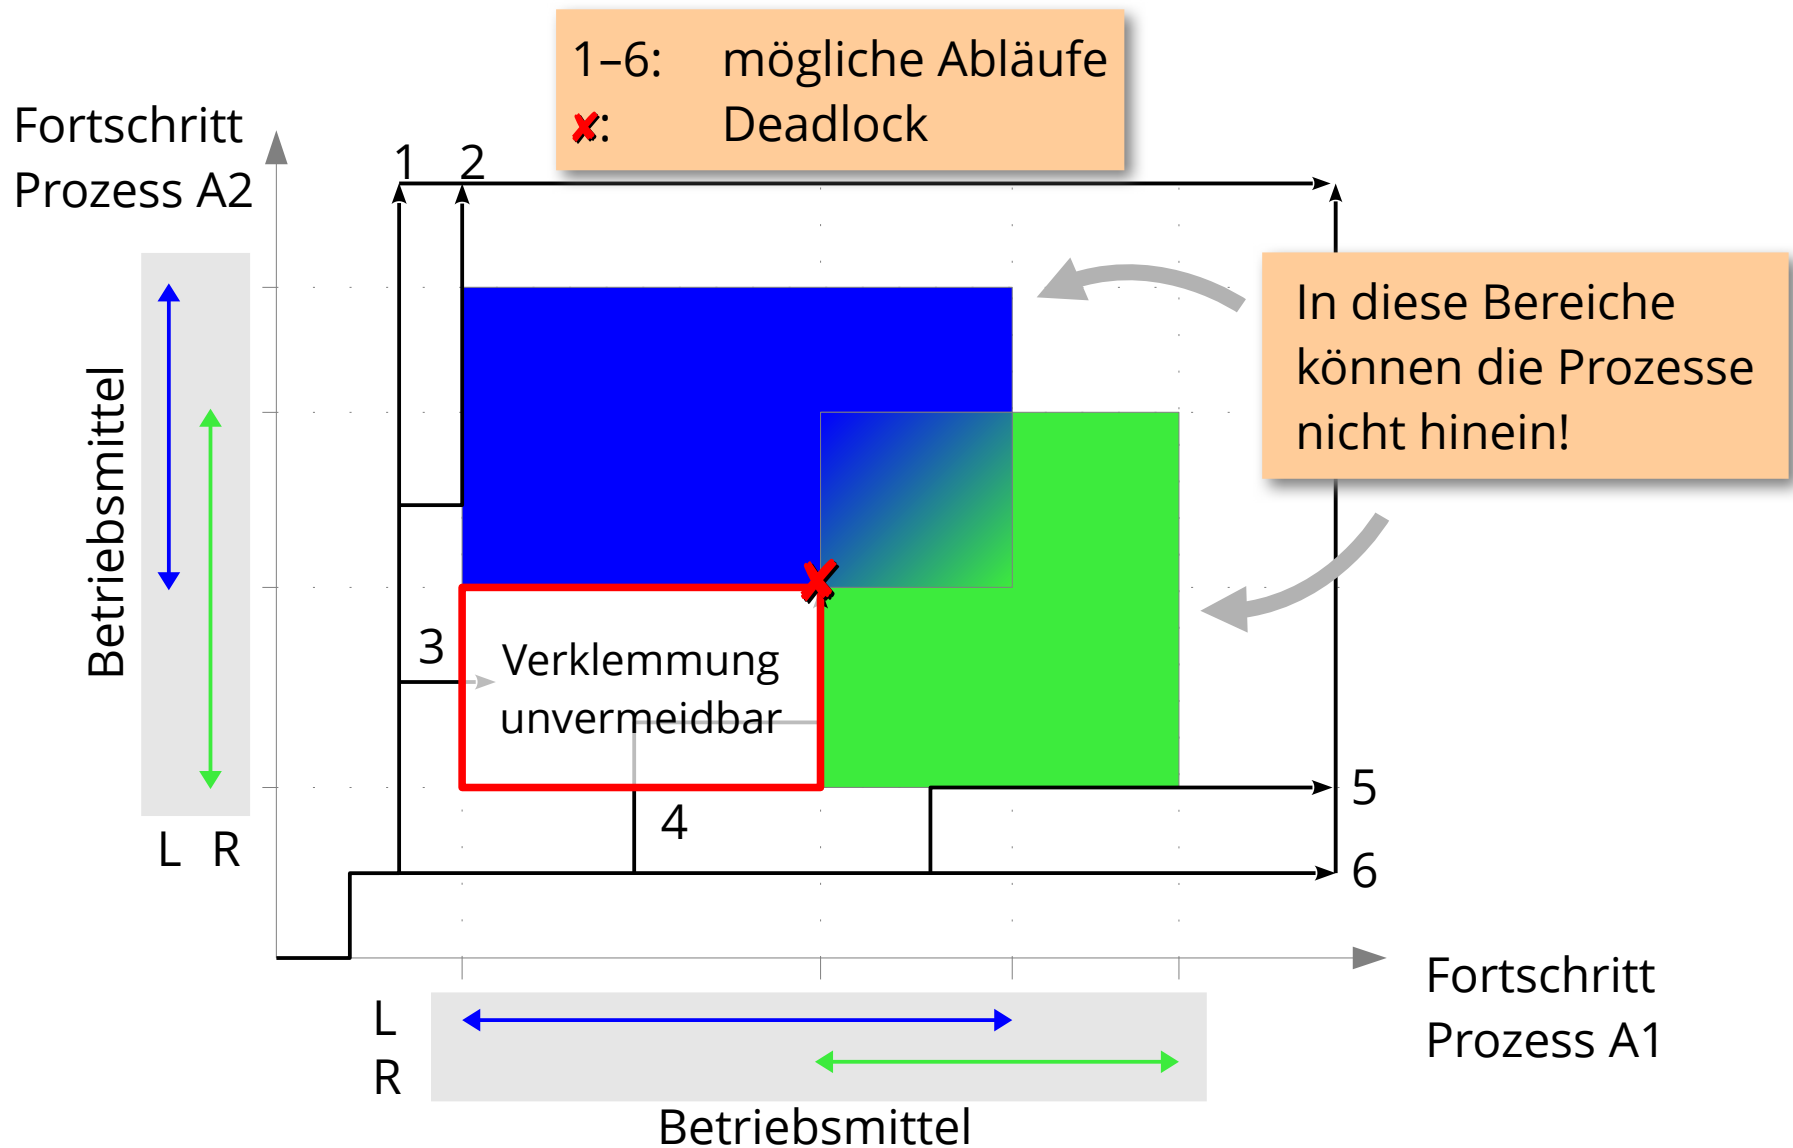 1–6: mögliche Abläufe
✘: Deadlock
Fortschritt
Prozess A2
1 2
In diese Bereiche
können die Prozesse
nicht hinein!
Betriebsmittel
3
Verklemmung
unvermeidbar
4
5
L R
6
Fortschritt
Prozess A1
L
R
Betriebsmittel